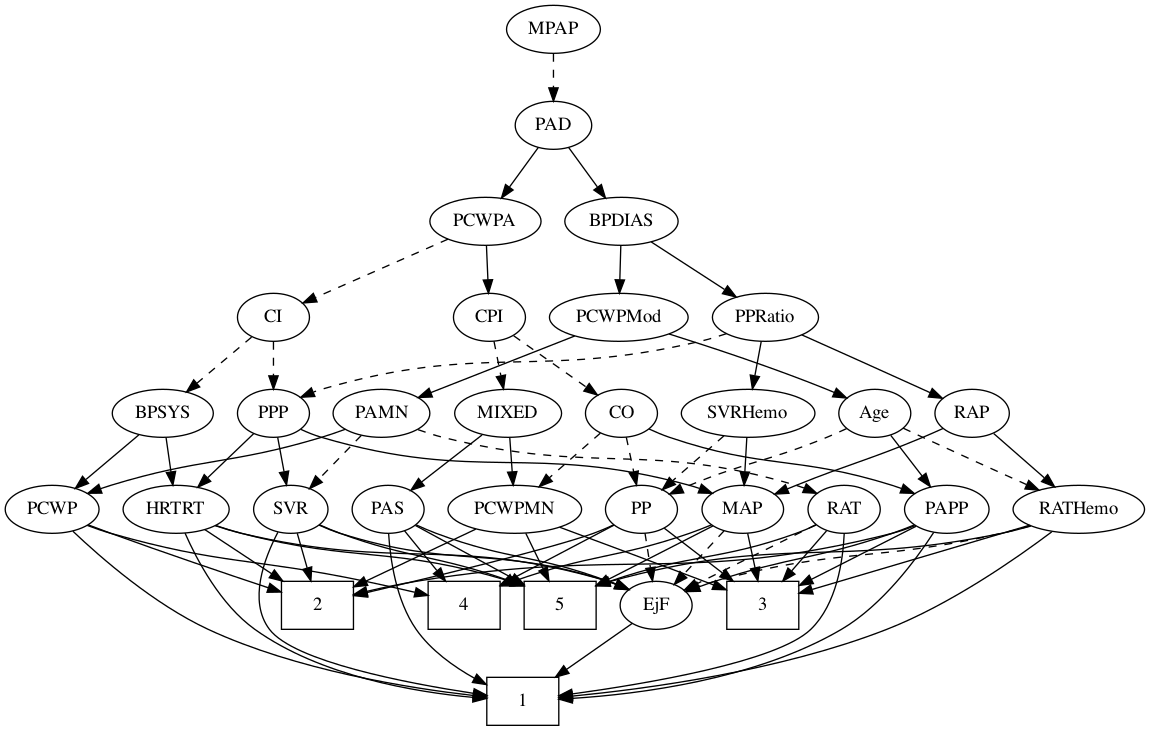 MPAP
PAD
PCWPA
BPDIAS
CI
CPI
PCWPMod
PPRatio
BPSYS
PPP
PAMN
MIXED
CO
SVRHemo
Age
RAP
PCWP
HRTRT
SVR
PAS
PCWPMN
PP
MAP
RAT
PAPP
RATHemo
2
4
5
EjF
3
1